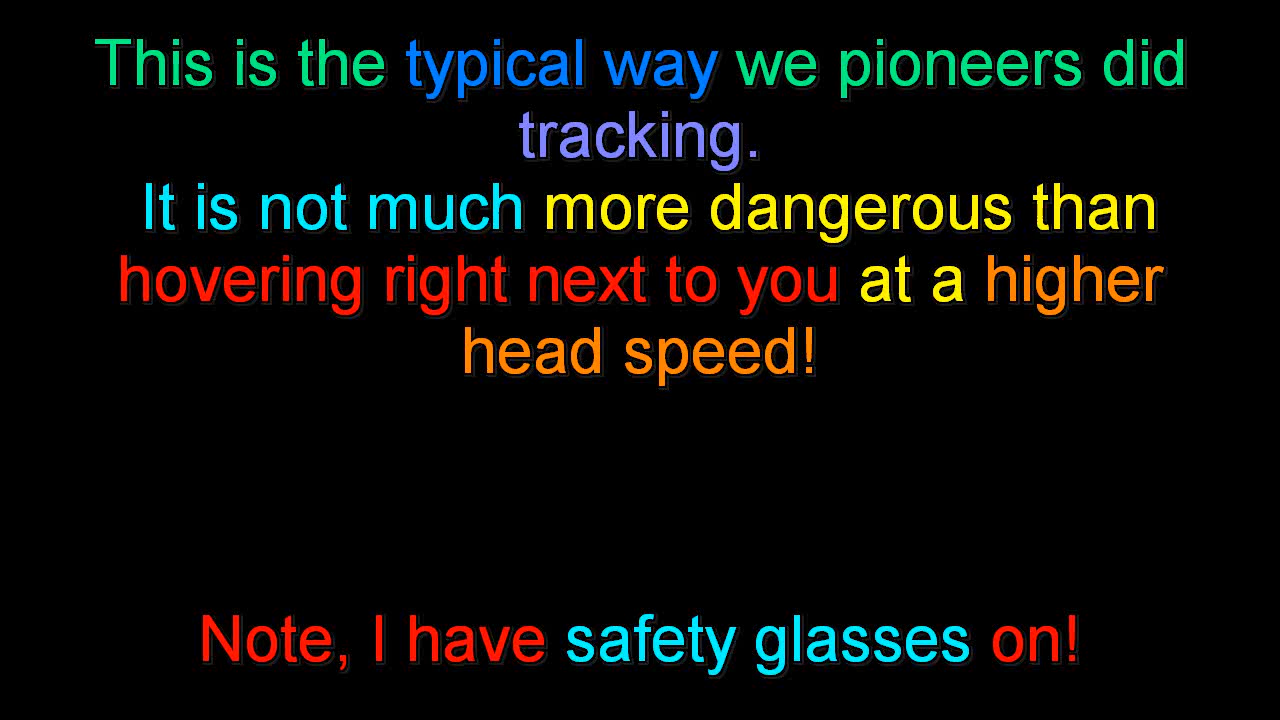 This is the typical way we pioneers did
tracking.
It is not much more dangerous than
hovering right next to you at a higher
head speed!
Note, I have safety glasses on!